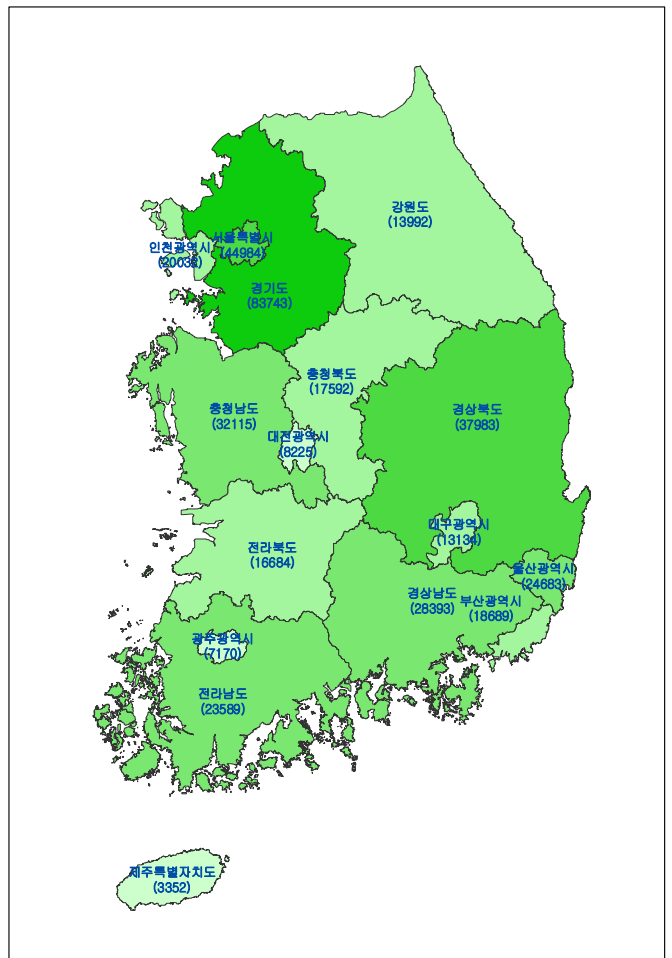 강원도
(13992)
서울특별시
(44984)
인천광역시
경기도
(83743)
충청북도
(17592)
충청남도
(32115)
경상북도
(37983)
대전광역시
(8225)
대구광역시
(13134)
전라북도
(16684)
울산광역시
(24683)
경상남도
(28393)
부산광역시
(18689)
광주광역시
(7170)
전라남도
(23589)
제주특별자치도
(3352)